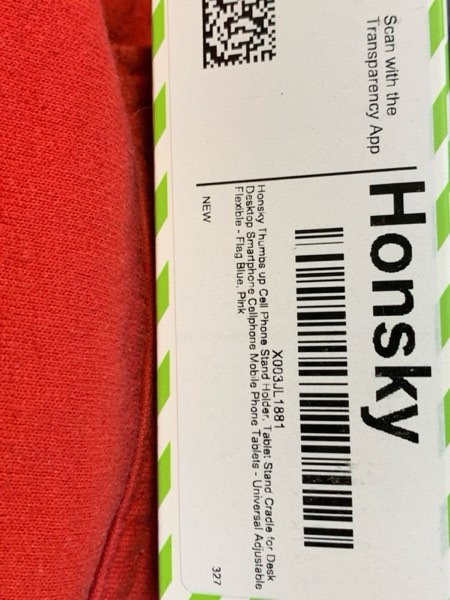 Scan with the
Transparency App
Honsky
X003JL1881
Honsky Thumbs up Cell Phone Stand Holder, Tablet Stand Cradle for Desk
Desktop Smartphone Cellphone Mobile Phone Tablets - Universal Adjustable
Flexible - Flag Blue, Pink
NEW
327